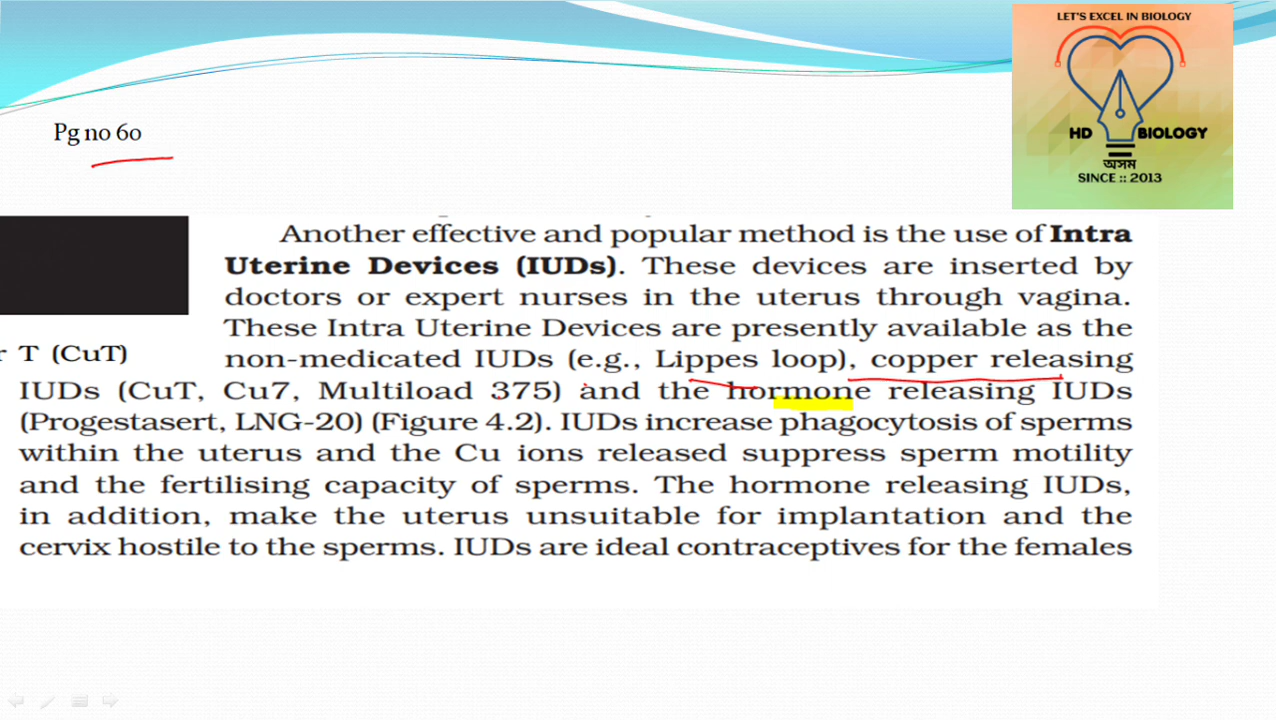 LET'S EXCEL IN BIOLOGY
HD BIOLOGY
অসম
SINCE :: 2013
Pg no 60
Another effective and popular method is the use of Intra
Uterine Devices (IUDs). These devices are inserted by
doctors or expert nurses in the uterus through vagina.
These Intra Uterine Devices are presently available as the
r T (CuT)
non-medicated IUDs (e.g., Lippes loop), copper releasing
IUDs (CuT, Cu7, Multiload 375) and the hormone releasing IUDs
(Progestasert, LNG-20) (Figure 4.2). IUDs increase phagocytosis of sperms
within the uterus and the Cu ions released suppress sperm motility
and the fertilising capacity of sperms. The hormone releasing IUDs,
in addition, make the uterus unsuitable for implantation and the
cervix hostile to the sperms. IUDs are ideal contraceptives for the females